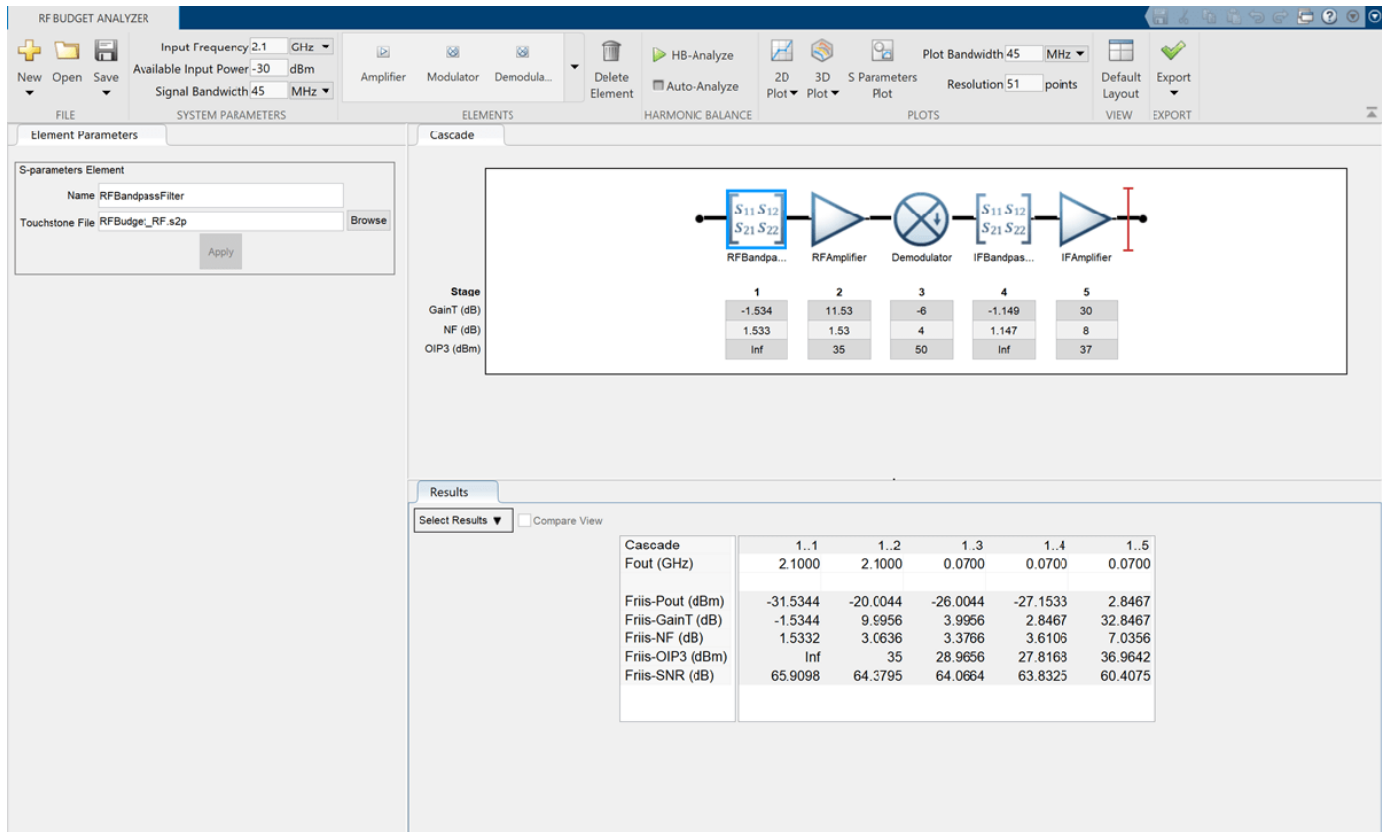 RF BUDGET ANALYZER
New Open Save
FILE
Input Frequency 2.1 GHz
Available Input Power -30 dBm
Signal Bandwicth 45 MHz
SYSTEM PARAMETERS
Amplifier Modulator Demodula...
ELEMENTS
Delete
Element
HB-Analyze
Auto-Analyze
HARMONIC BALANCE
2D
Plot
3D
Plot
S Parameters
Plot
Plot Bandwidth 45 MHz
Resolution 51 points
PLOTS
Default
Layout
VIEW
Export
EXPORT
Element Parameters
S-parameters Element
Name RFBandpassFilter
Touchstone File RFBudget_RF.s2p Browse
Apply
Cascade
S11 S12 S11 S12
S21 S22 S21 S22
RFBandpa... RFAmplifier Demodulator IFBandpas... IFAmplifier
Stage 1 2 3 4 5
GainT (dB) -1.534 11.53 -6 -1.149 30
NF (dB) 1.533 1.53 4 1.147 8
OIP3 (dBm) Inf 35 50 Inf 37
Results
Select Results ▼ Compare View
Cascade 1..1 1..2 1..3 1..4 1..5
Fout (GHz) 2.1000 2.1000 0.0700 0.0700 0.0700
Friis-Pout (dBm) -31.5344 -20.0044 -26.0044 -27.1533 2.8467
Friis-GainT (dB) -1.5344 9.9956 3.9956 2.8467 32.8467
Friis-NF (dB) 1.5332 3.0636 3.3766 3.6106 7.0356
Friis-OIP3 (dBm) Inf 35 28.9656 27.8168 36.9642
Friis-SNR (dB) 65.9098 64.3795 64.0664 63.8325 60.4075